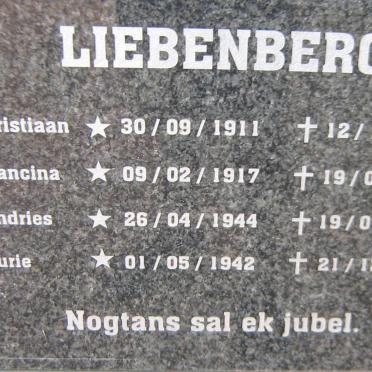 LIEBENBERG
ristiaan ★ 30 / 09 / 1911 ✝ 12 /
ancina ★ 09 / 02 / 1917 ✝ 19 / 0
ndries ★ 26 / 04 / 1944 ✝ 19 / 0
urie ★ 01 / 05 / 1942 ✝ 21 / 12
Nogtans sal ek jubel.